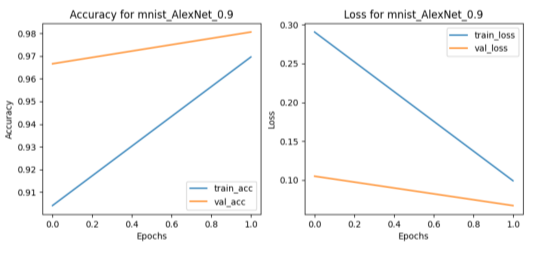 Accuracy for mnist_AlexNet_0.9
Accuracy
0.98
0.97
0.96
0.95
0.94
0.93
0.92
0.91
train_acc
val_acc
0.0 0.2 0.4 0.6 0.8 1.0
Epochs
Loss for mnist_AlexNet_0.9
Loss
0.30
0.25
0.20
0.15
0.10
train_loss
val_loss
0.0 0.2 0.4 0.6 0.8 1.0
Epochs